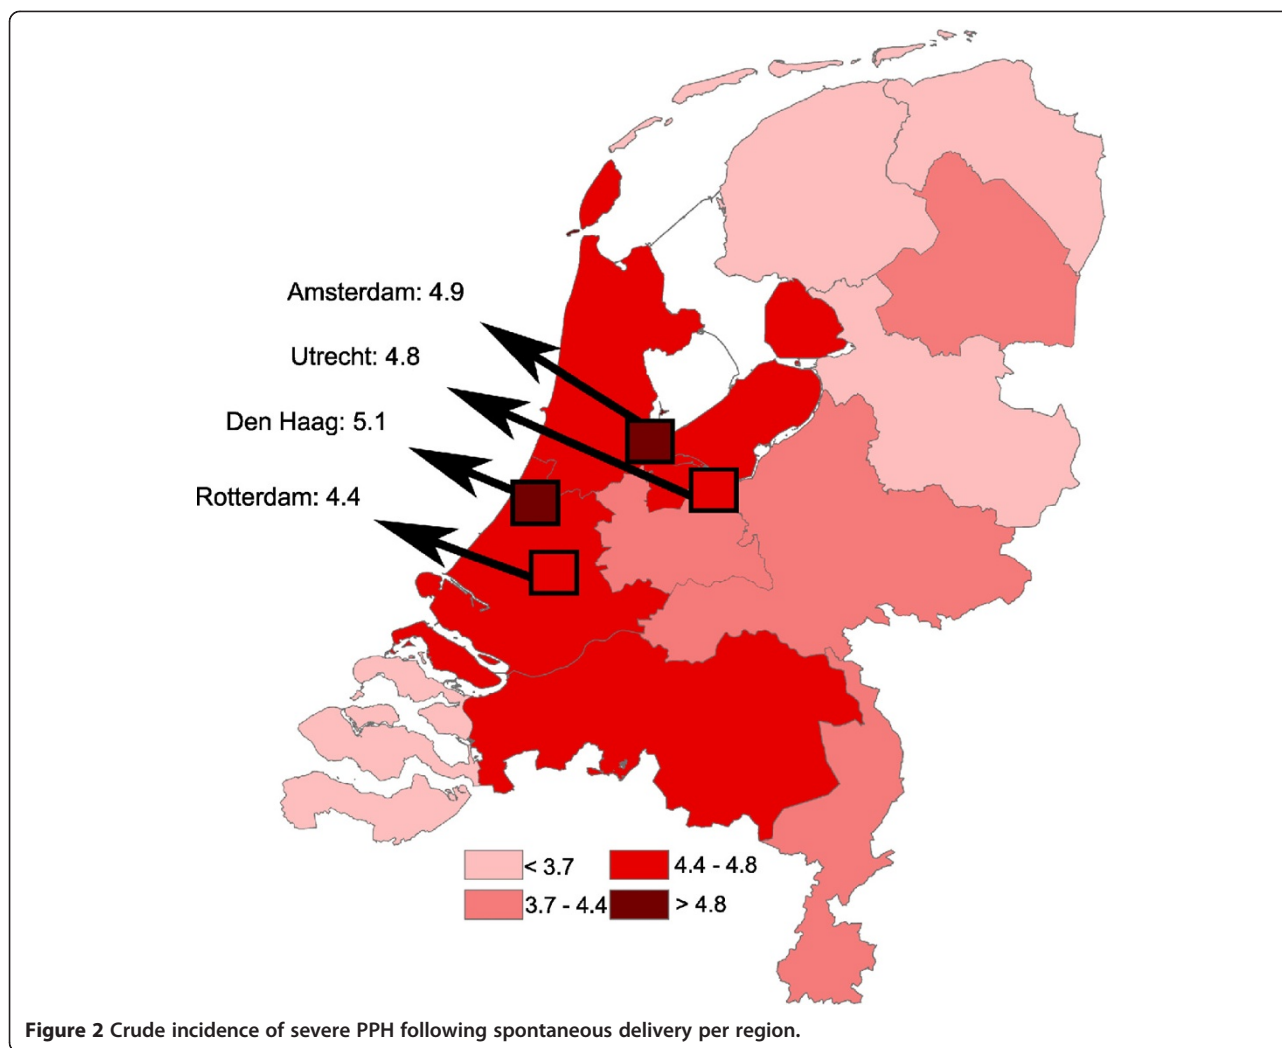 Amsterdam: 4.9
Utrecht: 4.8
Den Haag: 5.1
Rotterdam: 4.4
< 3.7
4.4 - 4.8
3.7 - 4.4
> 4.8
Figure 2 Crude incidence of severe PPH following spontaneous delivery per region.